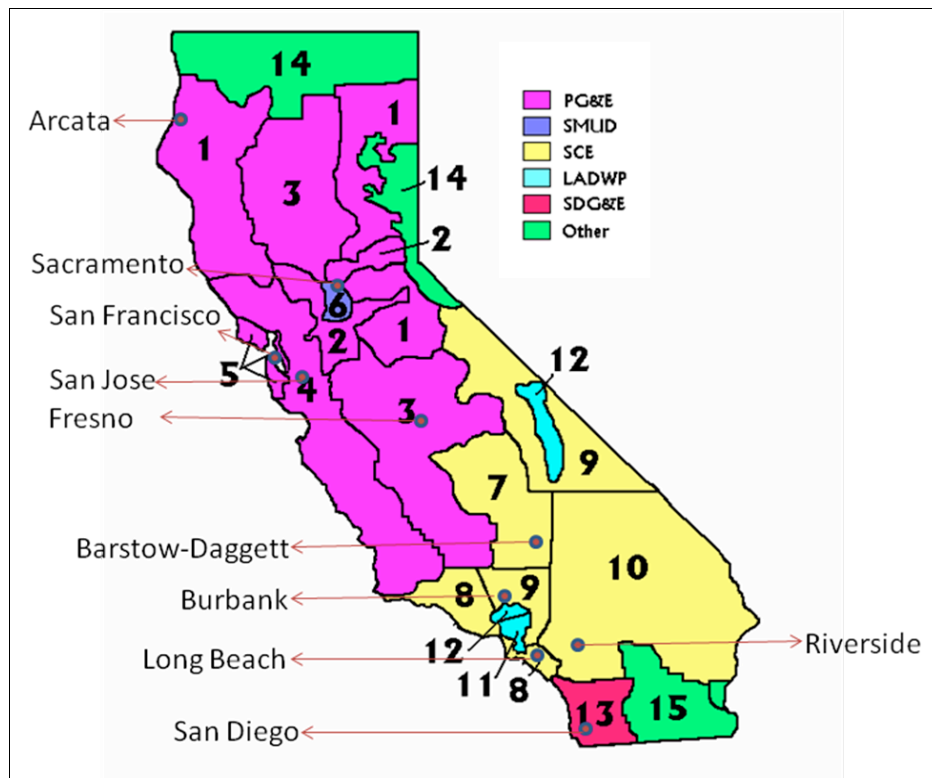 14
PG&E
SMUD
SCE
LADWP
SDG&E
Other
Arcata
1
1
3
14
2
Sacramento
6
San Francisco
2
1
12
5
San Jose
4
Fresno
3
9
7
Barstow-Daggett
10
8
9
Burbank
Riverside
12
Long Beach
11
8
13
15
San Diego